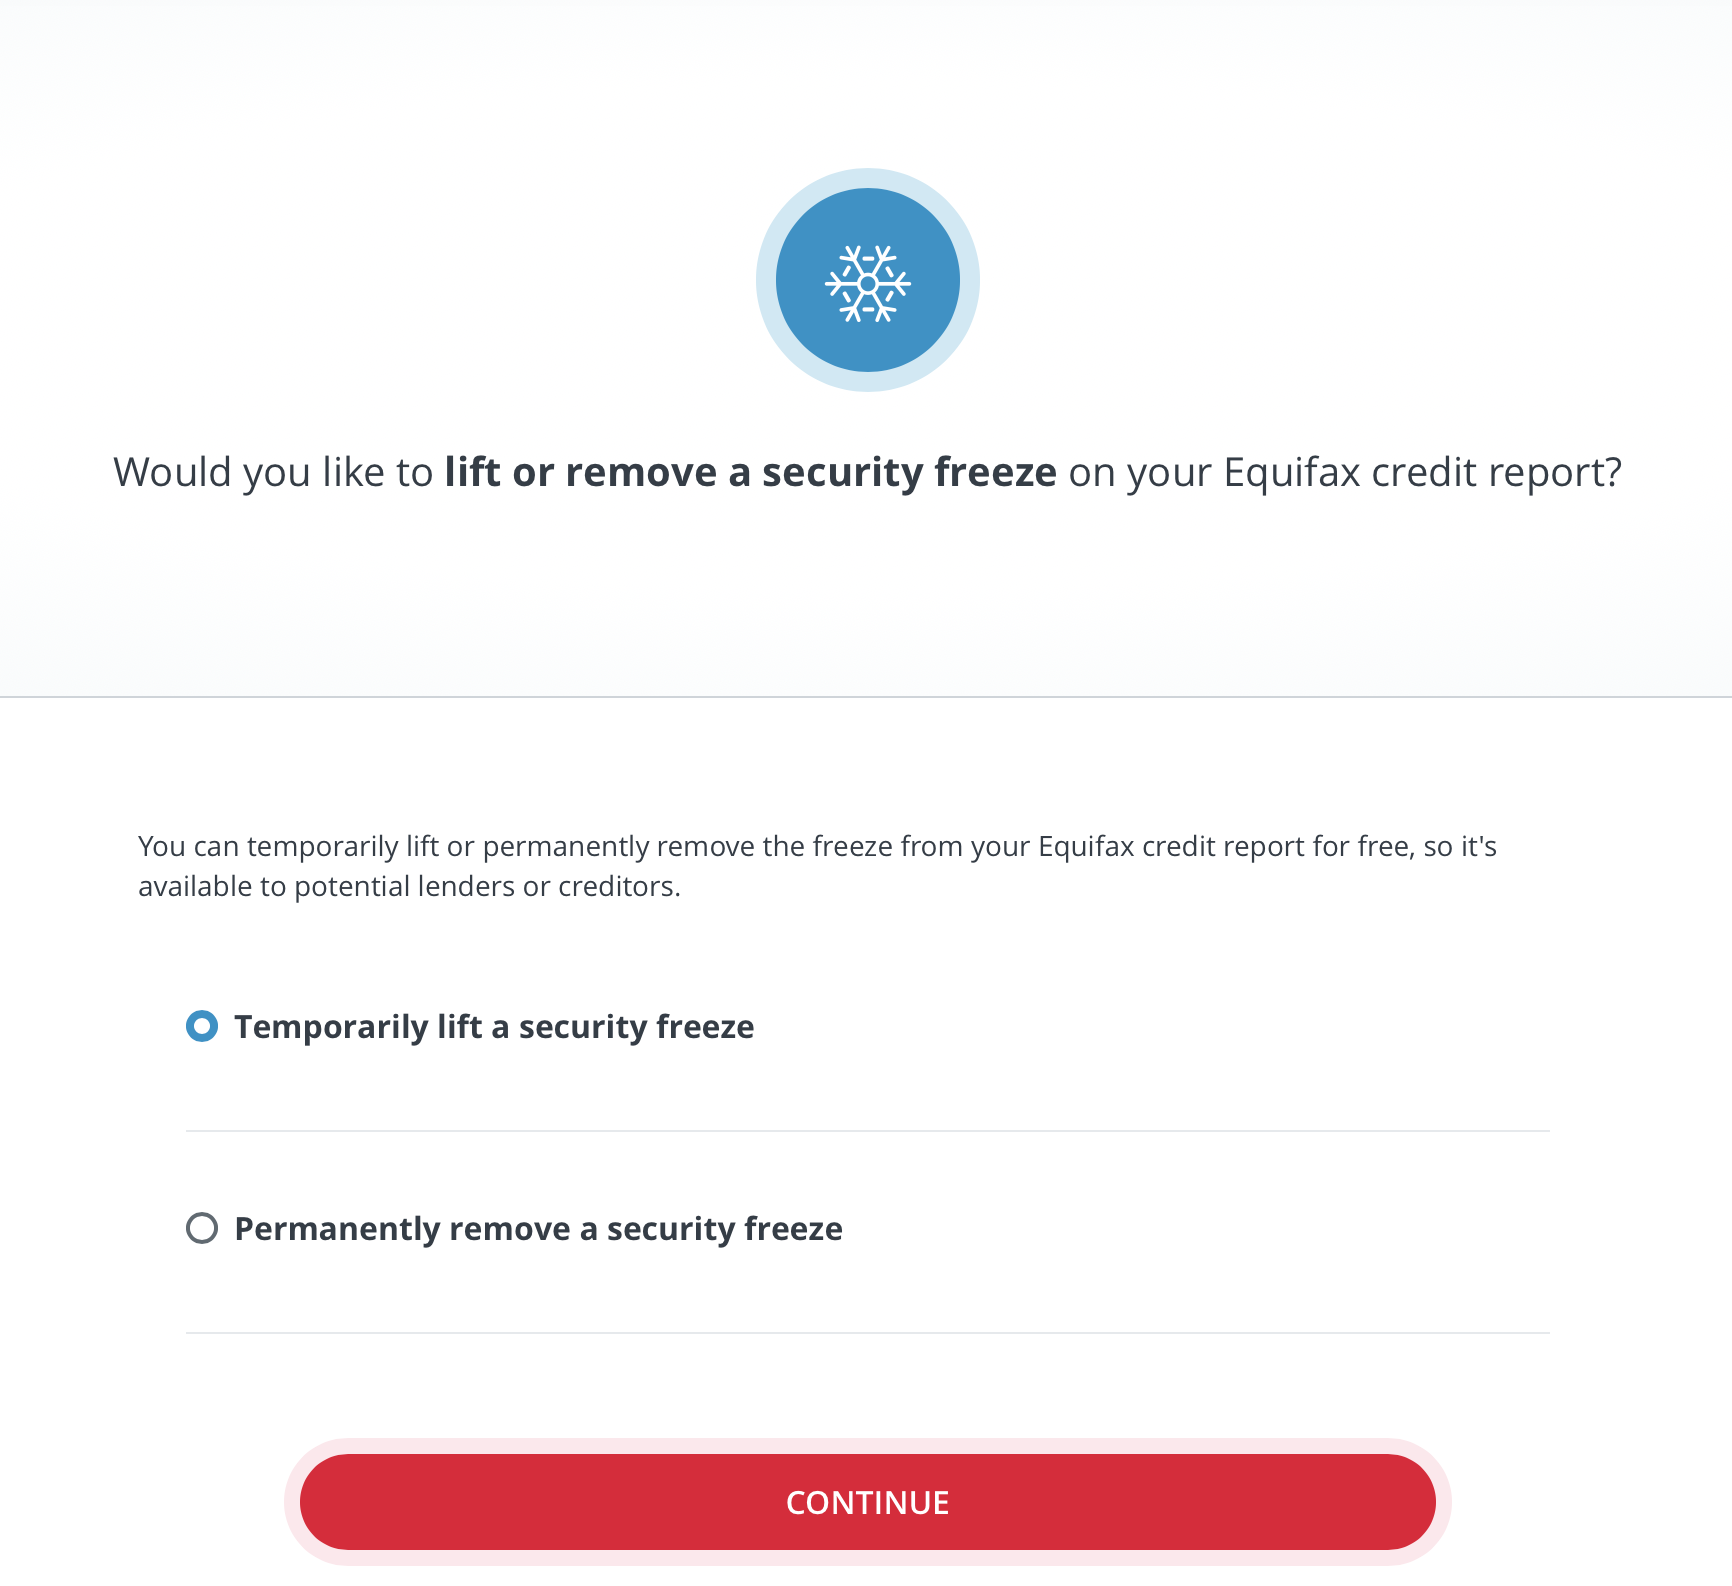 Would you like to lift or remove a security freeze on your Equifax credit report?
You can temporarily lift or permanently remove the freeze from your Equifax credit report for free, so it's
available to potential lenders or creditors.
Temporarily lift a security freeze
Permanently remove a security freeze
CONTINUE